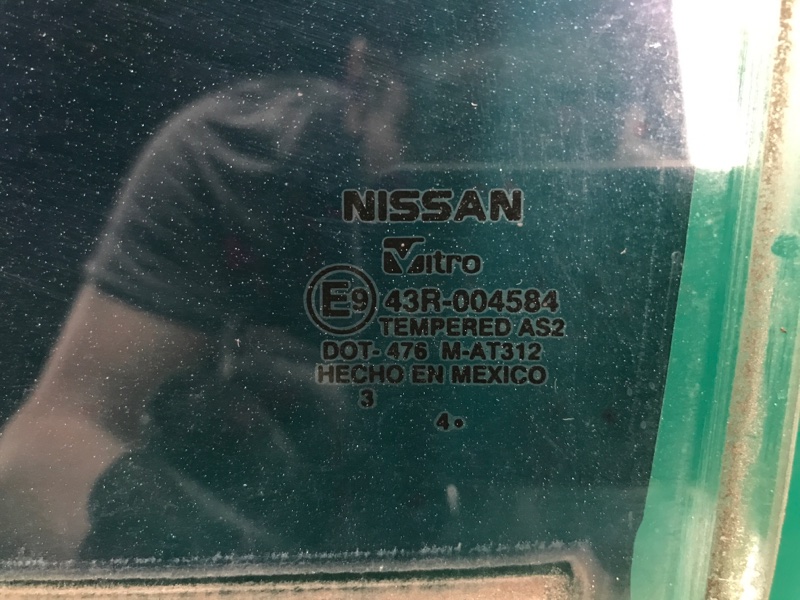 NISSAN
Vitro
E9 43R-004584
TEMPERED AS2
DOT- 476 M-AT312
HECHO EN MEXICO
3
4•